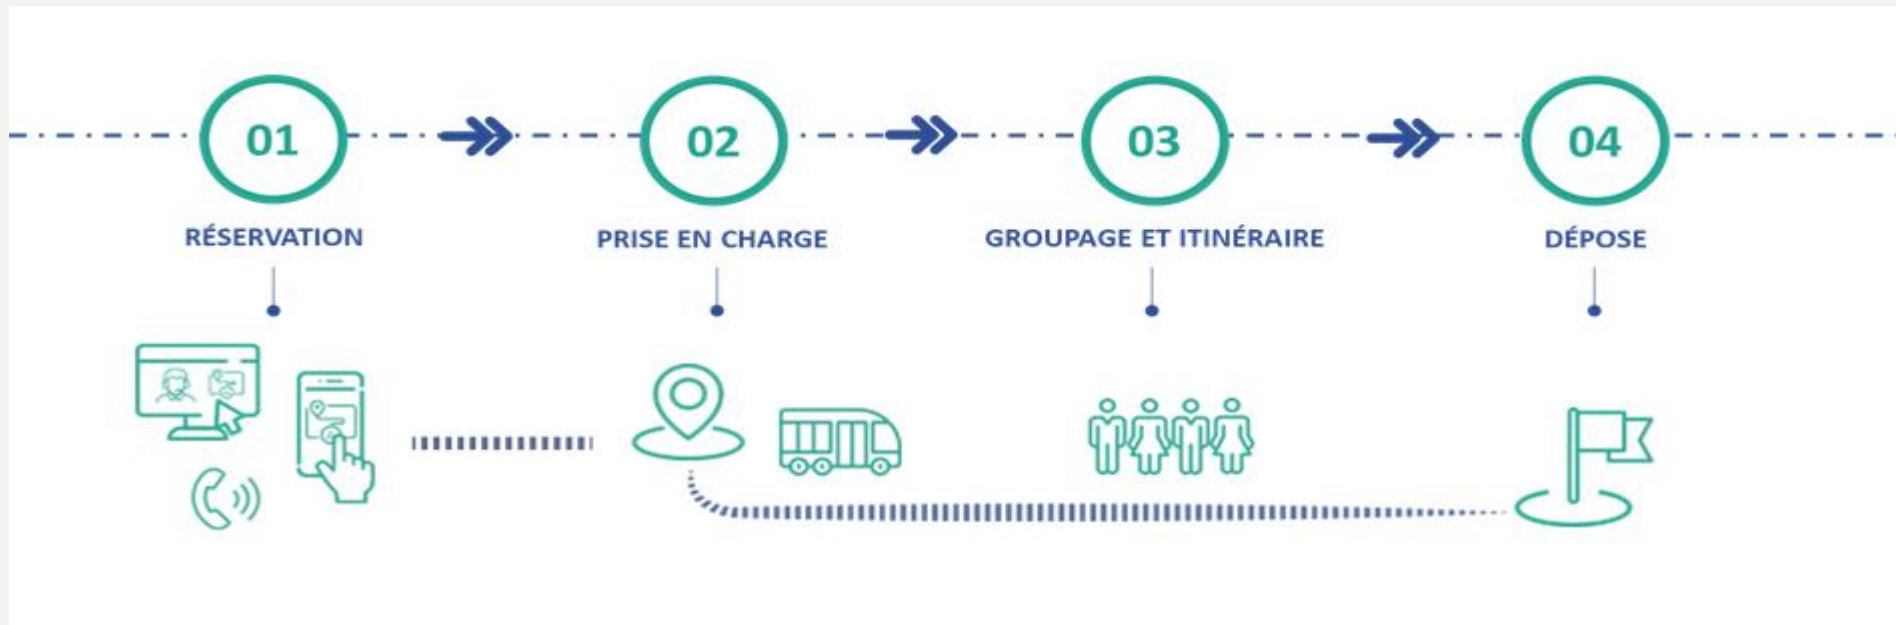 01
02
03
04
RÉSERVATION
PRISE EN CHARGE
GROUPAGE ET ITINÉRAIRE
DÉPOSE